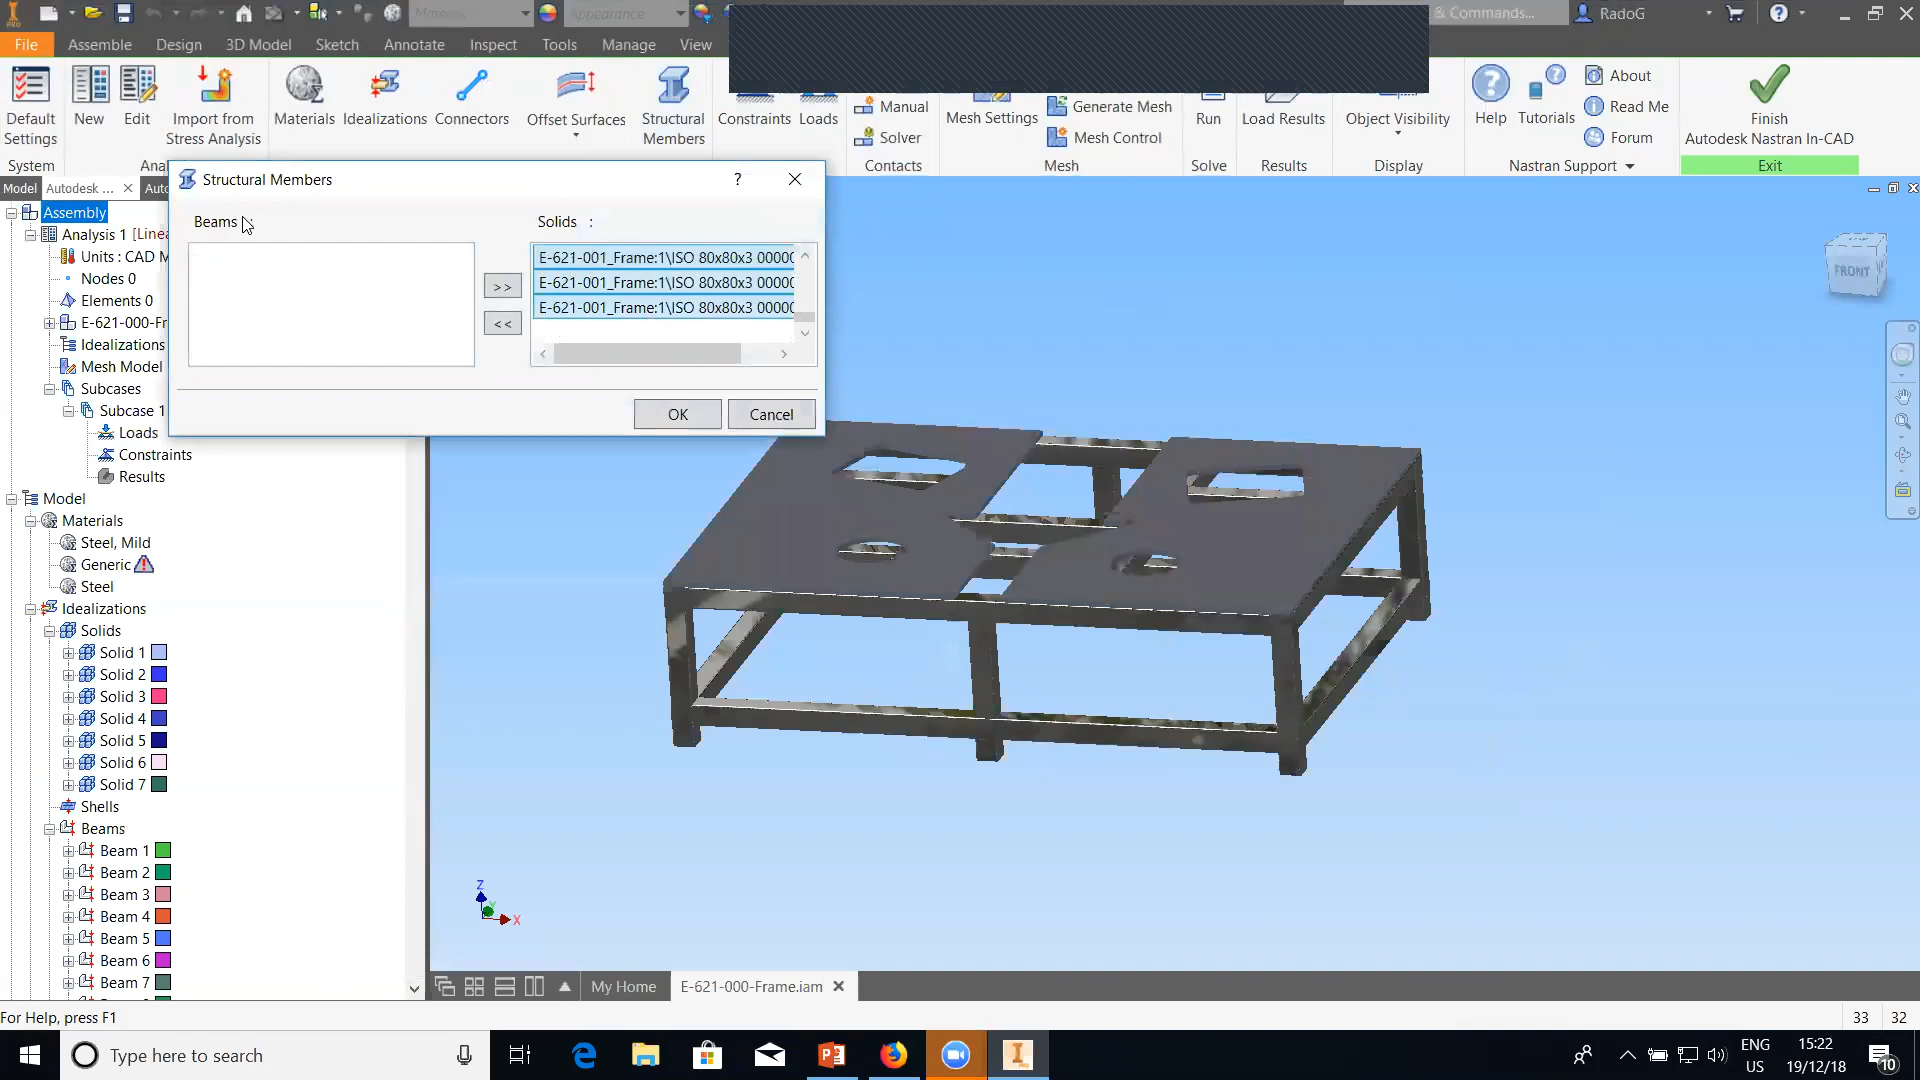 PRO
Material
Appearance
& Commands...
RadoG
File
Assemble
Design
3D Model
Sketch
Annotate
Inspect
Tools
Manage
View
Default
Settings
New
Edit
Import from
Stress Analysis
Materials
Idealizations
Connectors
Offset Surfaces
Structural
Members
Constraints
Loads
Manual
Solver
Mesh Settings
Generate Mesh
Mesh Control
Run
Load Results
Object Visibility
Help
Tutorials
About
Read Me
Forum
Finish
Autodesk Nastran In-CAD
System
Contacts
Mesh
Solve
Results
Display
Nastran Support
Exit
Model
Autodesk ...
Structural Members
Beams
Solids :
E-621-001_Frame:1\ISO 80x80x3 0000
E-621-001_Frame:1\ISO 80x80x3 0000
E-621-001_Frame:1\ISO 80x80x3 0000
>>
<<
OK
Cancel
Assembly
Analysis 1 [Linea
Units : CAD M
Nodes 0
Elements 0
E-621-000-Fr
Idealizations
Mesh Model
Subcases
Subcase 1
Loads
Constraints
Results
Model
Materials
Steel, Mild
Generic
Steel
Idealizations
Solids
Solid 1
Solid 2
Solid 3
Solid 4
Solid 5
Solid 6
Solid 7
Shells
Beams
Beam 1
Beam 2
Beam 3
Beam 4
Beam 5
Beam 6
Beam 7
FRONT
Z
X
My Home
E-621-000-Frame.iam
For Help, press F1
33
32
Type here to search
ENG
US
15:22
19/12/18
10